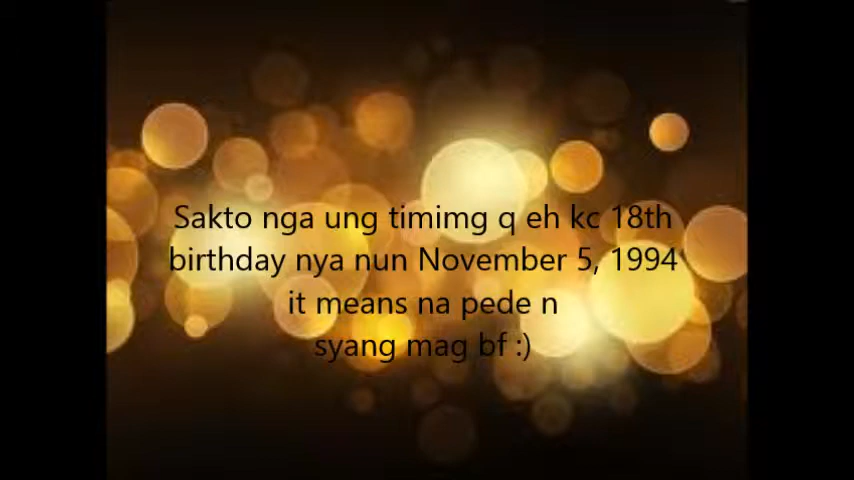 Sakto nga ung timimg q eh kc 18th
birthday nya nun November 5, 1994
it means na pede n
syang mag bf :)